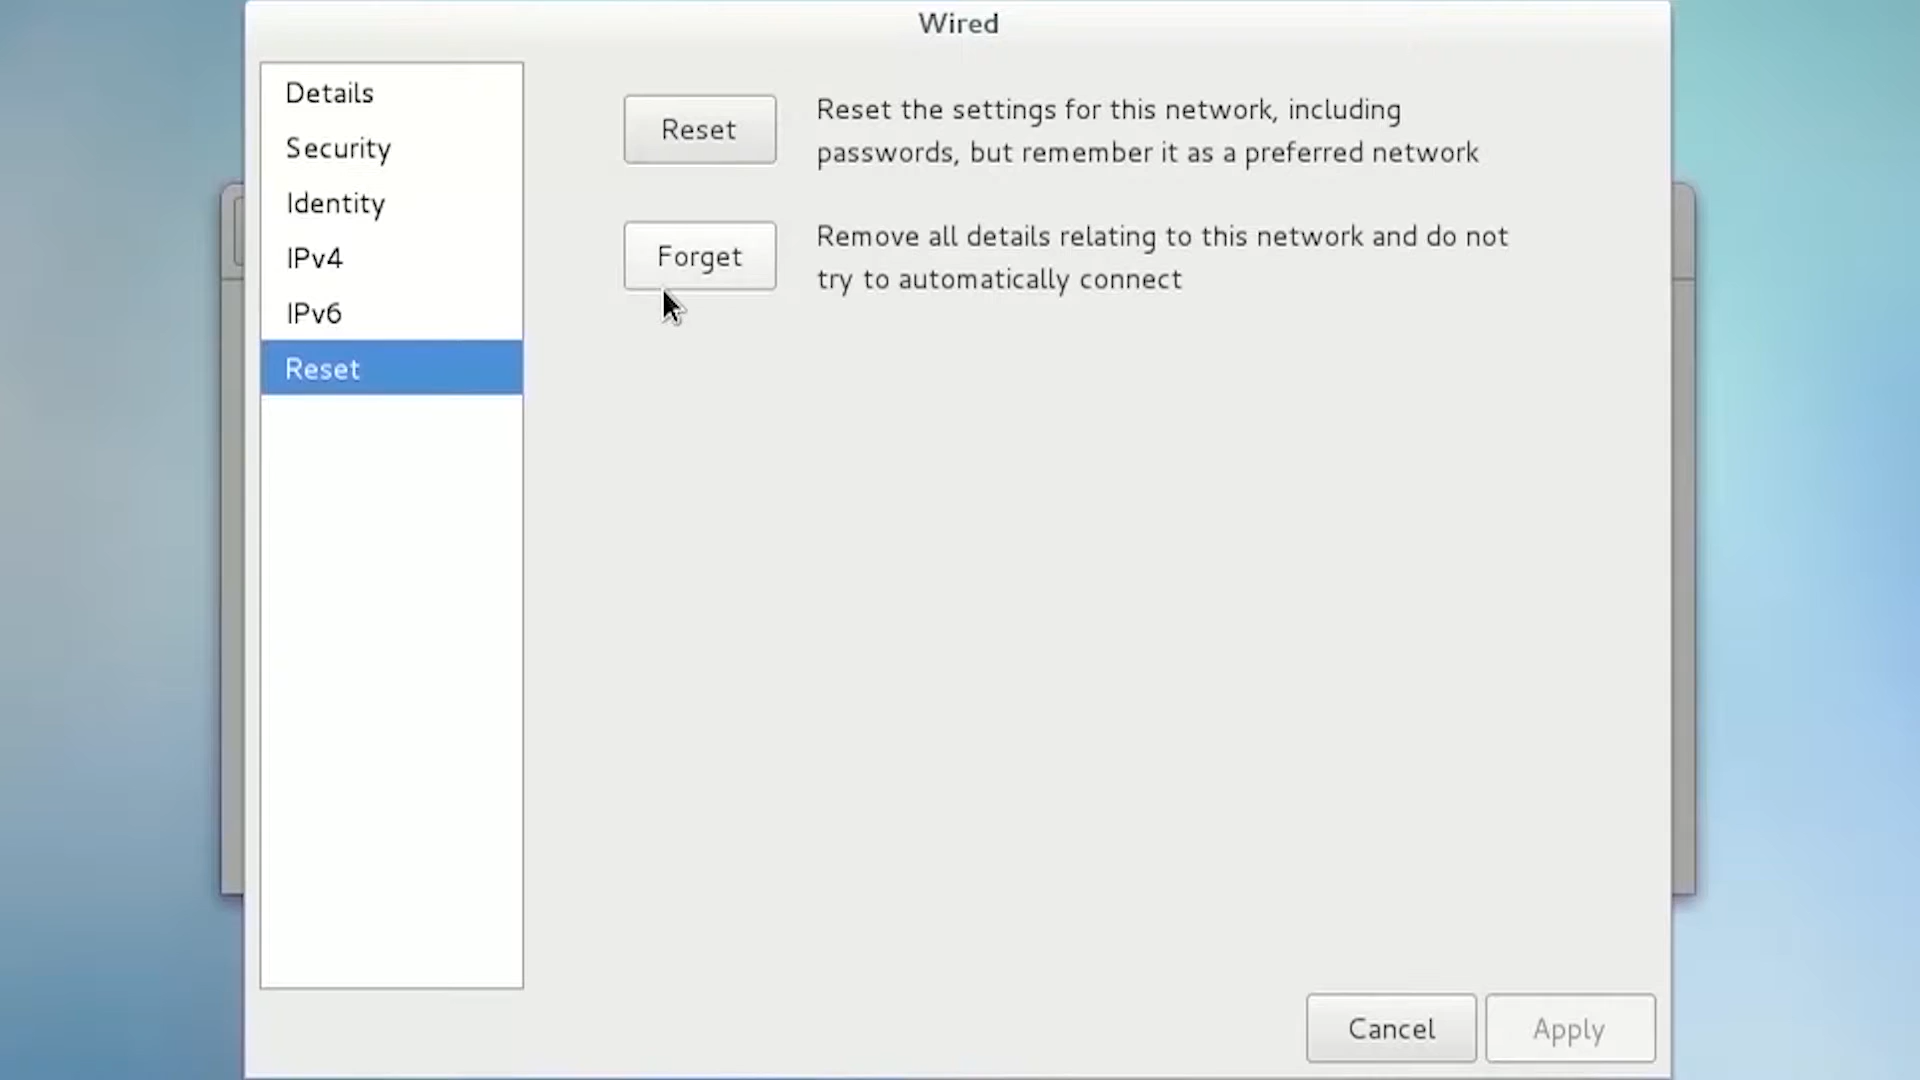 Wired
Details
Security
Identity
IPv4
IPv6
Reset
Reset
Reset the settings for this network, including
passwords, but remember it as a preferred network
Forget
Remove all details relating to this network and do not
try to automatically connect
Cancel
Apply